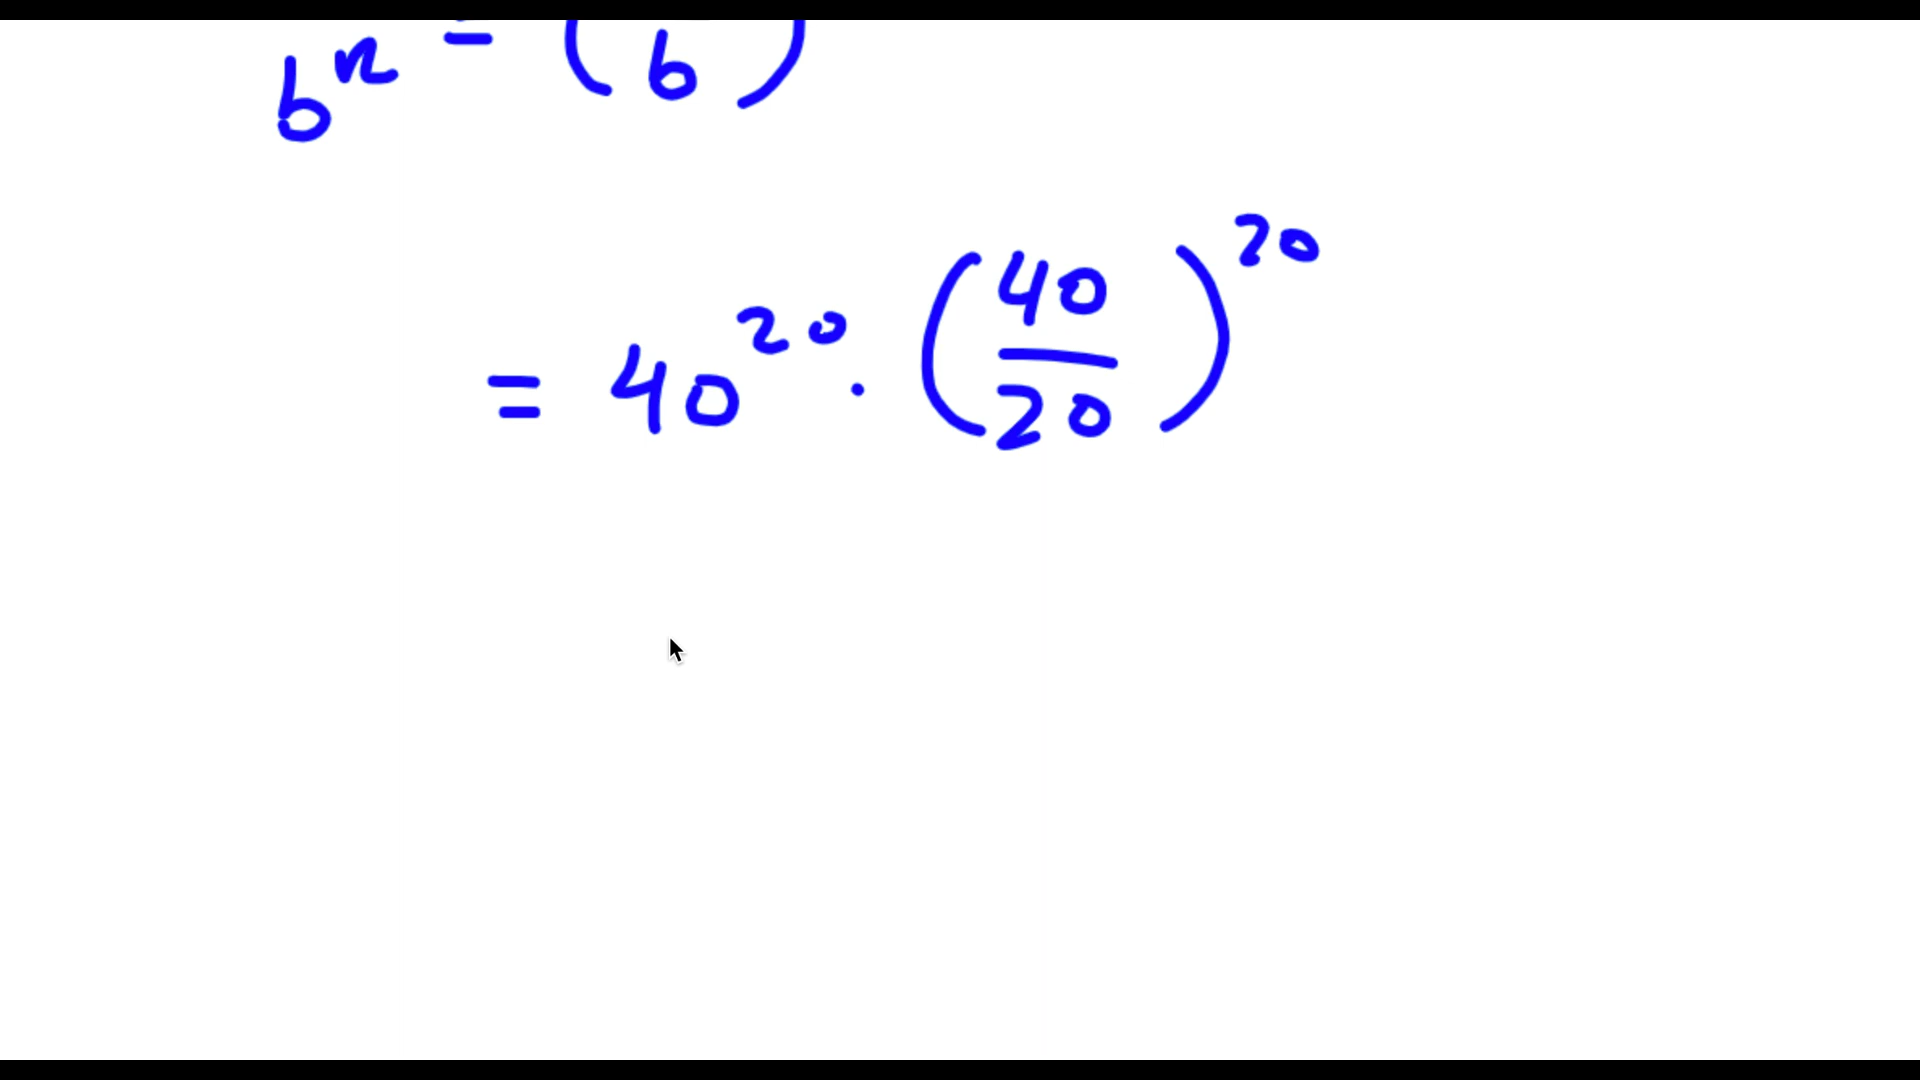 b^n = (b)
= 40^20 · (40/20)^20